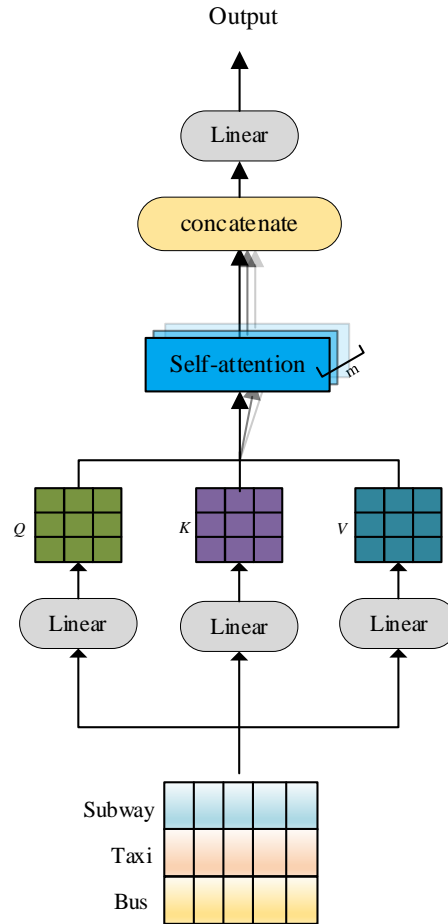 Output
Linear
concatenate
Self-attention
m
Q
K
V
Linear
Linear
Linear
Subway
Taxi
Bus